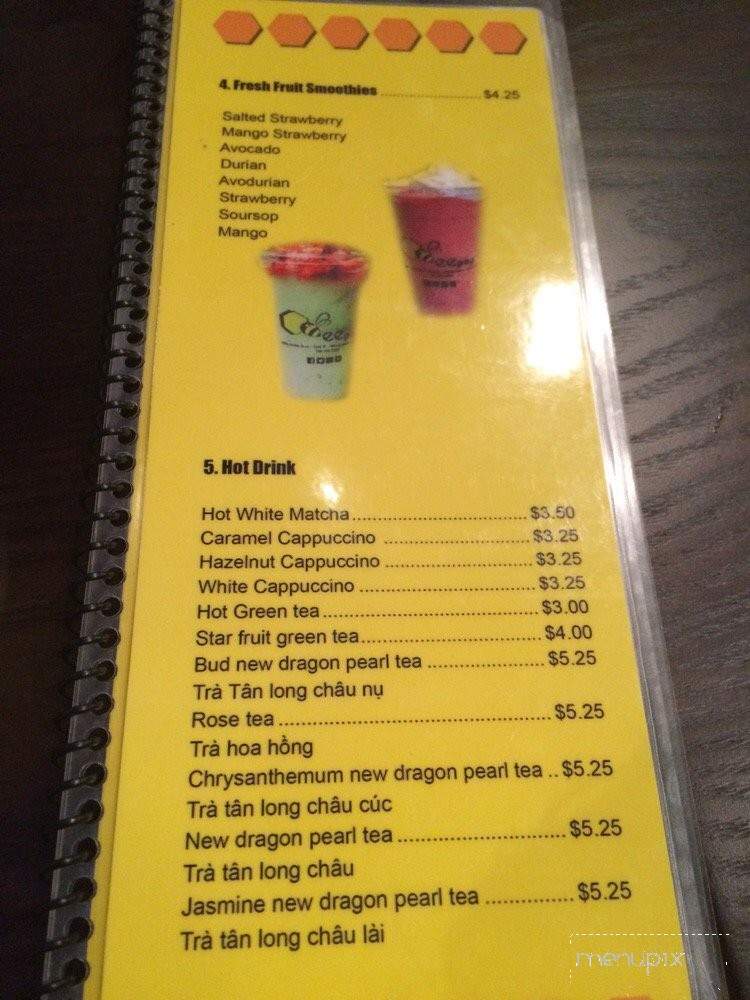 4. Fresh Fruit Smoothies ........................ $4.25
Salted Strawberry
Mango Strawberry
Avocado
Durian
Avodurian
Strawberry
Soursop
Mango
5. Hot Drink
Hot White Matcha ................................ $3.50
Caramel Cappuccino ........................... $3.25
Hazelnut Cappuccino ........................... $3.25
White Cappuccino ................................ $3.25
Hot Green tea ........................................ $3.00
Star fruit green tea ................................. $4.00
Bud new dragon pearl tea ..................... $5.25
Trà Tân long châu nụ
Rose tea ................................................. $5.25
Trà hoa hồng
Chrysanthemum new dragon pearl tea .. $5.25
Trà tân long châu cúc
New dragon pearl tea .............................. $5.25
Trà tân long châu
Jasmine new dragon pearl tea ............... $5.25
Trà tân long châu lài
menupix